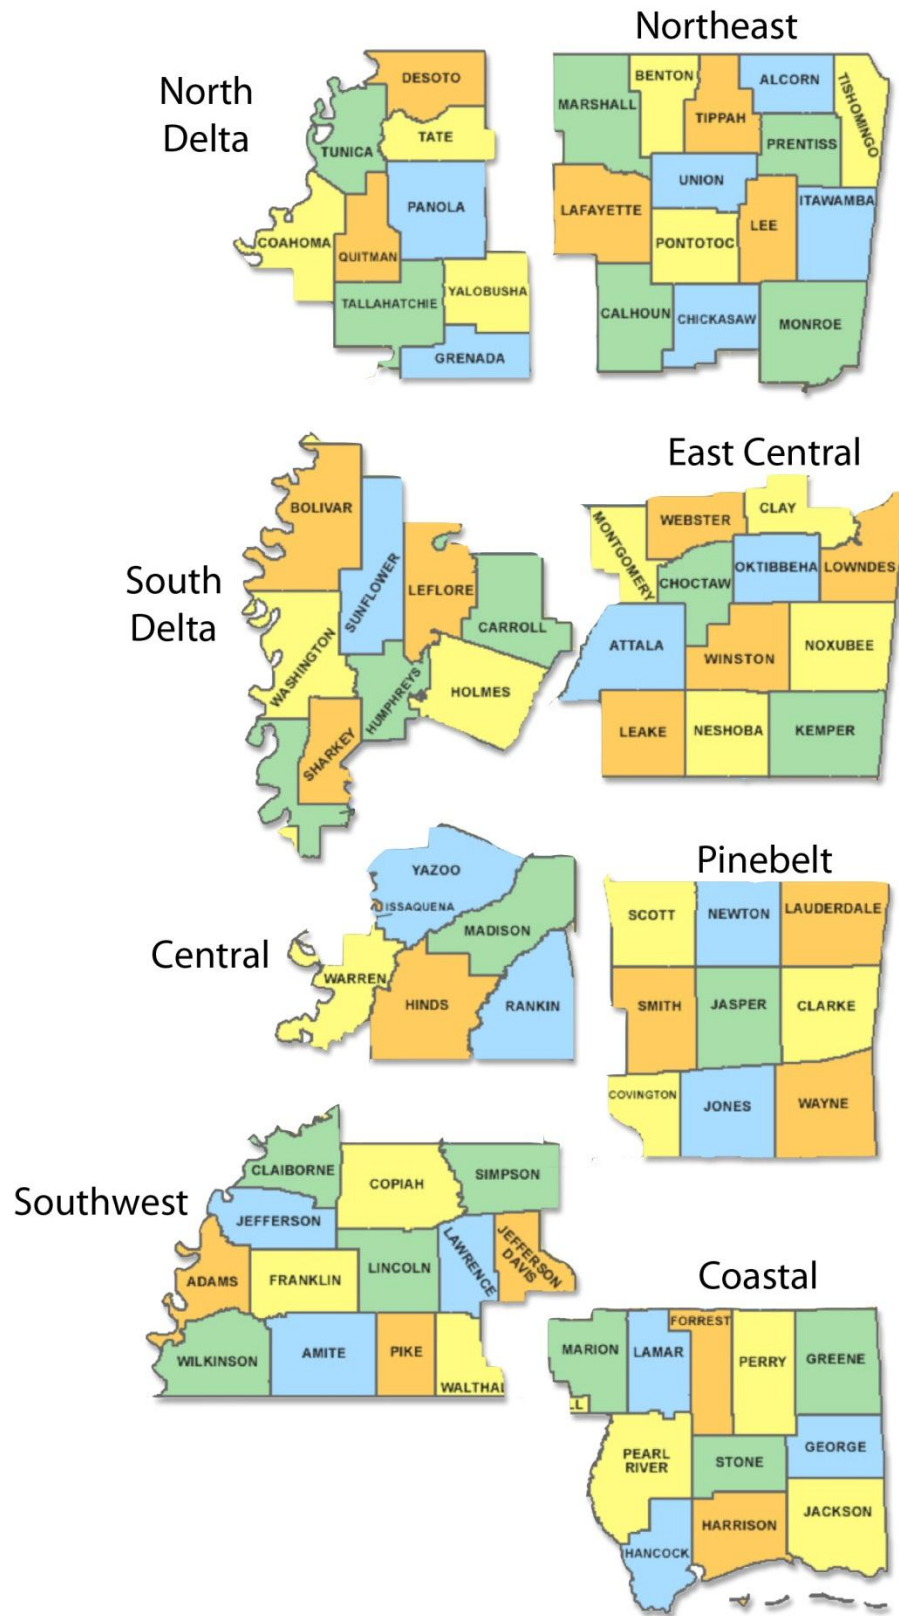 North
Delta
DESOTO
TATE
TUNICA
PANOLA
COAHOMA
QUITMAN
TALLAHATCHIE
YALOBUSHA
GRENADA
Northeast
BENTON
ALCORN
TISHOMINGO
MARSHALL
TIPPAH
PRENTISS
UNION
ITAWAMBA
LAFAYETTE
LEE
PONTOTOC
CALHOUN
CHICKASAW
MONROE
South
Delta
BOLIVAR
SUNFLOWER
LEFLORE
CARROLL
WASHINGTON
HUMPHREYS
HOLMES
SHARKEY
East Central
MONTGOMERY
WEBSTER
CLAY
CHOCTAW
OKTIBBEHA
LOWNDES
ATTALA
WINSTON
NOXUBEE
LEAKE
NESHOBA
KEMPER
Central
YAZOO
ISSAQUENA
MADISON
WARREN
HINDS
RANKIN
Pinebelt
SCOTT
NEWTON
LAUDERDALE
SMITH
JASPER
CLARKE
COVINGTON
JONES
WAYNE
Southwest
CLAIBORNE
COPIAH
SIMPSON
JEFFERSON
LAWRENCE
JEFFERSON
DAVIS
ADAMS
FRANKLIN
LINCOLN
WILKINSON
AMITE
PIKE
WALTHAL
Coastal
MARION
LAMAR
FORREST
PERRY
GREENE
LL
PEARL
RIVER
STONE
GEORGE
HANCOCK
HARRISON
JACKSON